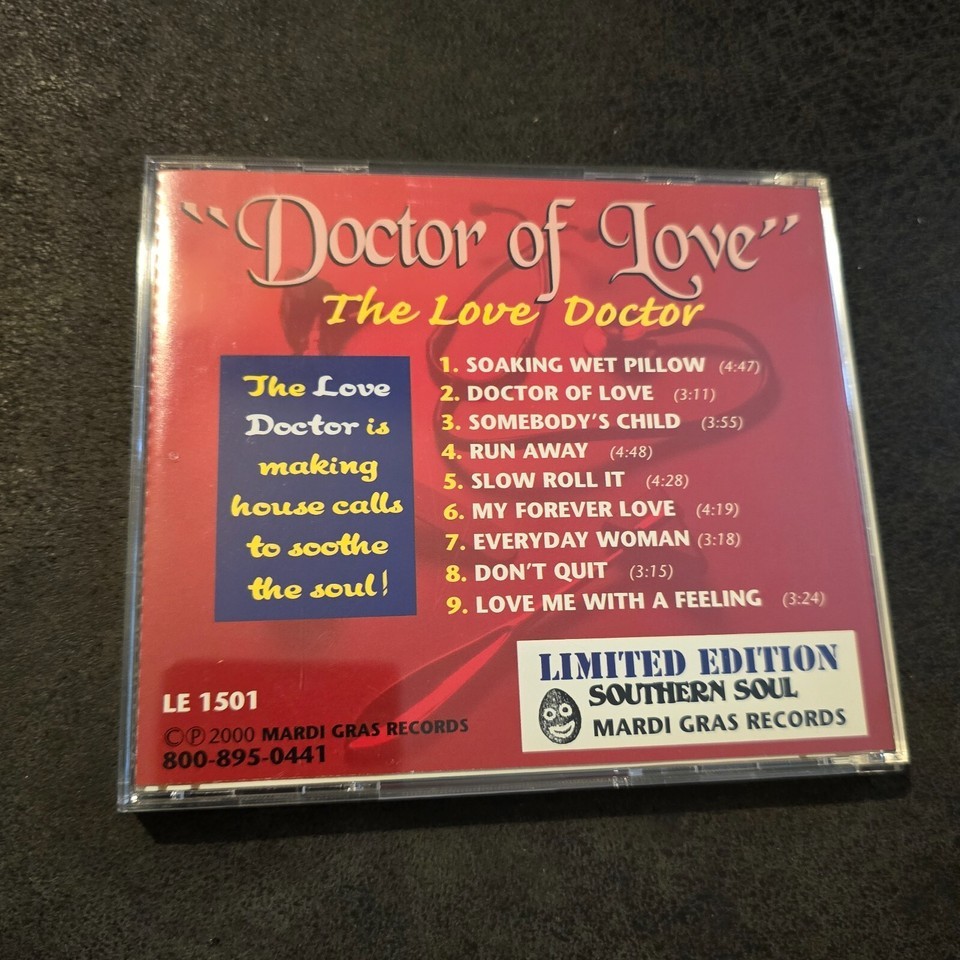 "Doctor of Love"
The Love Doctor
The Love
Doctor is
making
house calls
to soothe
the soul!
1. SOAKING WET PILLOW (4:47)
2. DOCTOR OF LOVE (3:11)
3. SOMEBODY'S CHILD (3:55)
4. RUN AWAY (4:48)
5. SLOW ROLL IT (4:28)
6. MY FOREVER LOVE (4:19)
7. EVERYDAY WOMAN (3:18)
8. DON'T QUIT (3:15)
9. LOVE ME WITH A FEELING (3:24)
LIMITED EDITION
SOUTHERN SOUL
MARDI GRAS RECORDS
LE 1501
©℗ 2000 MARDI GRAS RECORDS
800-895-0441